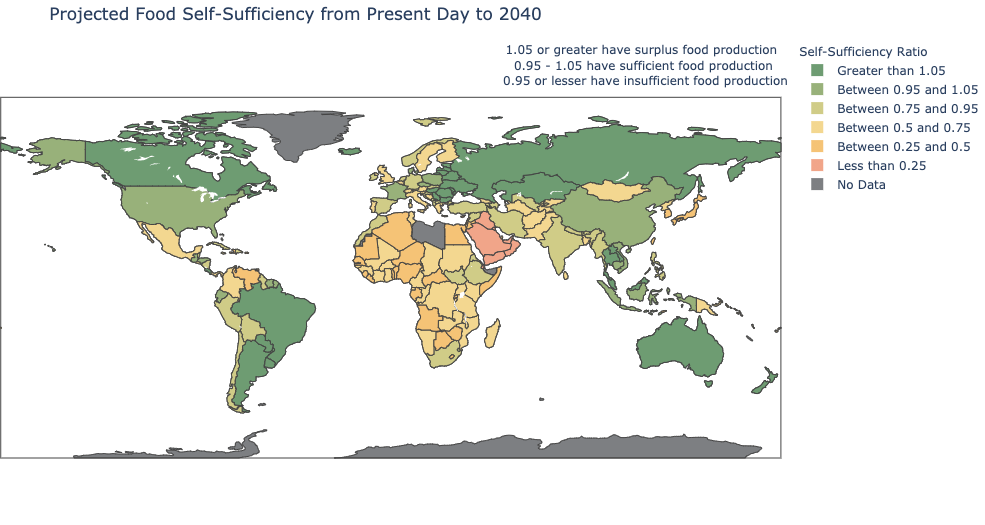 Projected Food Self-Sufficiency from Present Day to 2040
1.05 or greater have surplus food production
0.95 - 1.05 have sufficient food production
0.95 or lesser have insufficient food production
Self-Sufficiency Ratio
Greater than 1.05
Between 0.95 and 1.05
Between 0.75 and 0.95
Between 0.5 and 0.75
Between 0.25 and 0.5
Less than 0.25
No Data